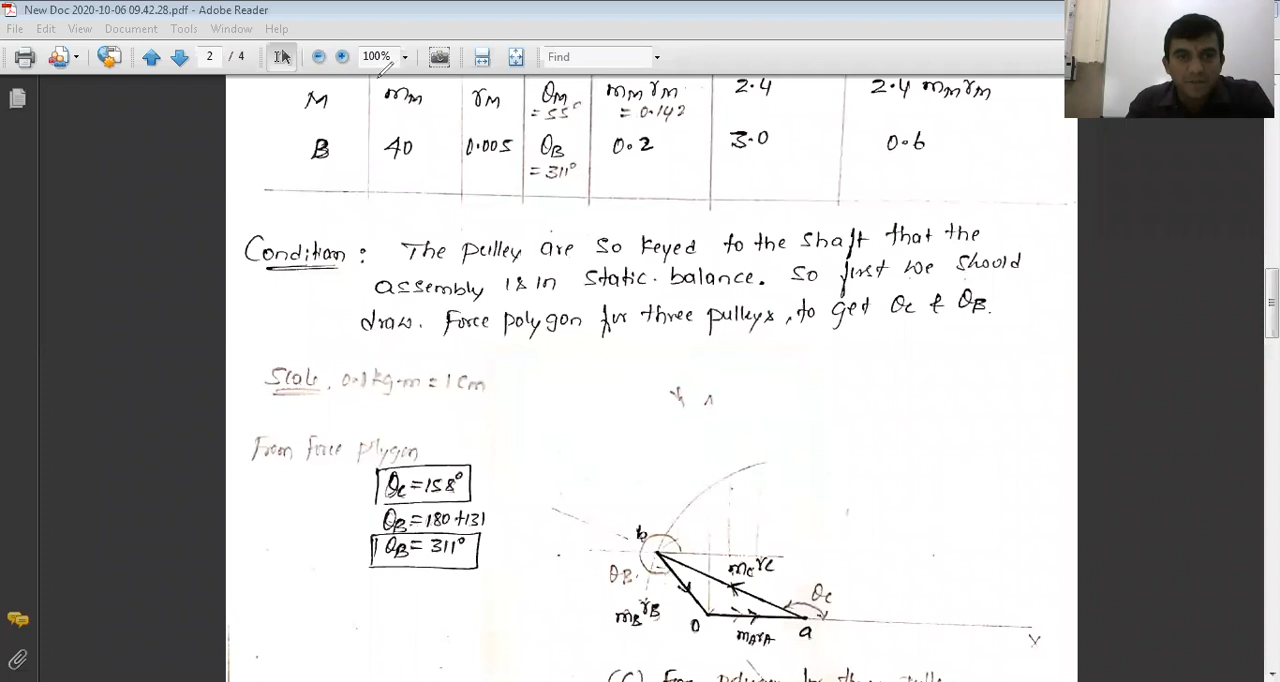 New Doc 2020-10-06 09.42.28.pdf - Adobe Reader
File Edit View Document Tools Window Help
2 / 4 100% Find
M mM rM θM = 55° mM rM = 0.142 2.4 2.4 mM rM
B 40 0.005 θB = 311° 0.2 3.0 0.6
Condition : The pulley are so keyed to the shaft that the
assembly is in static balance. So first we should
draw. Force polygon for three pulleys, to get θc & θB.
Scale, 0.1 kg-m = 1 cm
From force polygon
θc = 158°
θB = 180 + 131
θB = 311°
b
mc rc
θB
θc
mB rB
O
mA rA
a
X